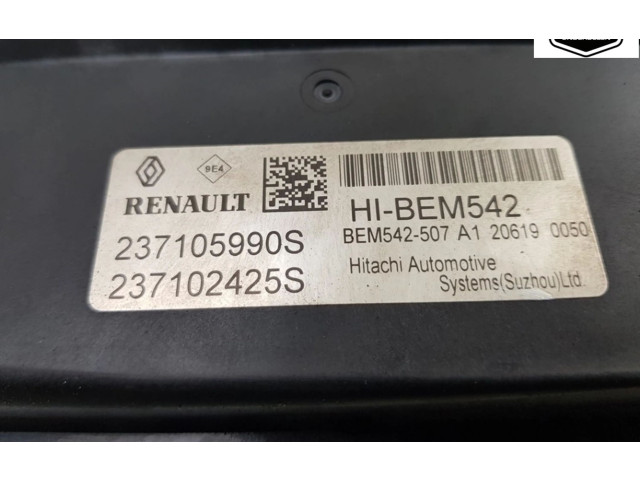 9E4
RENAULT
237105990S
237102425S
HI-BEM542
BEM542-507 A1 20619 0050
Hitachi Automotive
Systems(Suzhou)Ltd.